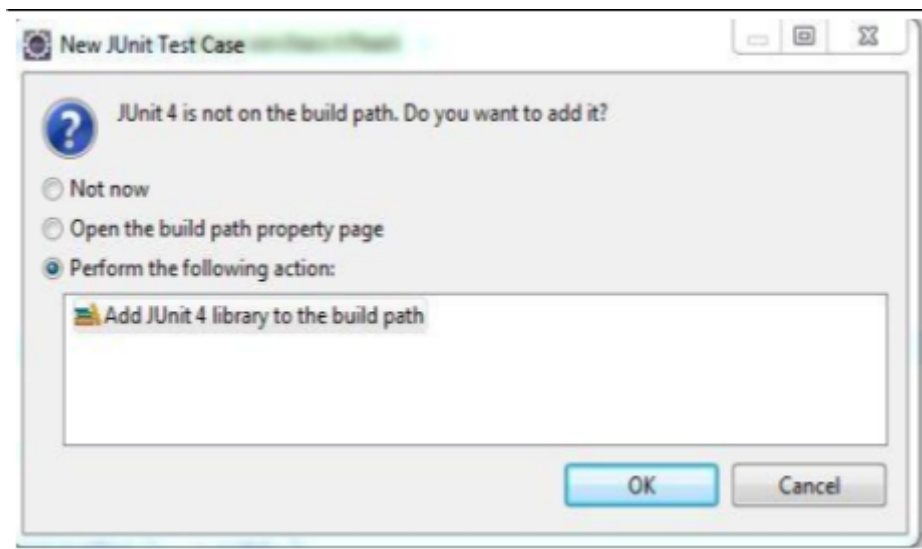 New JUnit Test Case
JUnit 4 is not on the build path. Do you want to add it?
Not now
Open the build path property page
Perform the following action:
Add JUnit 4 library to the build path
OK
Cancel